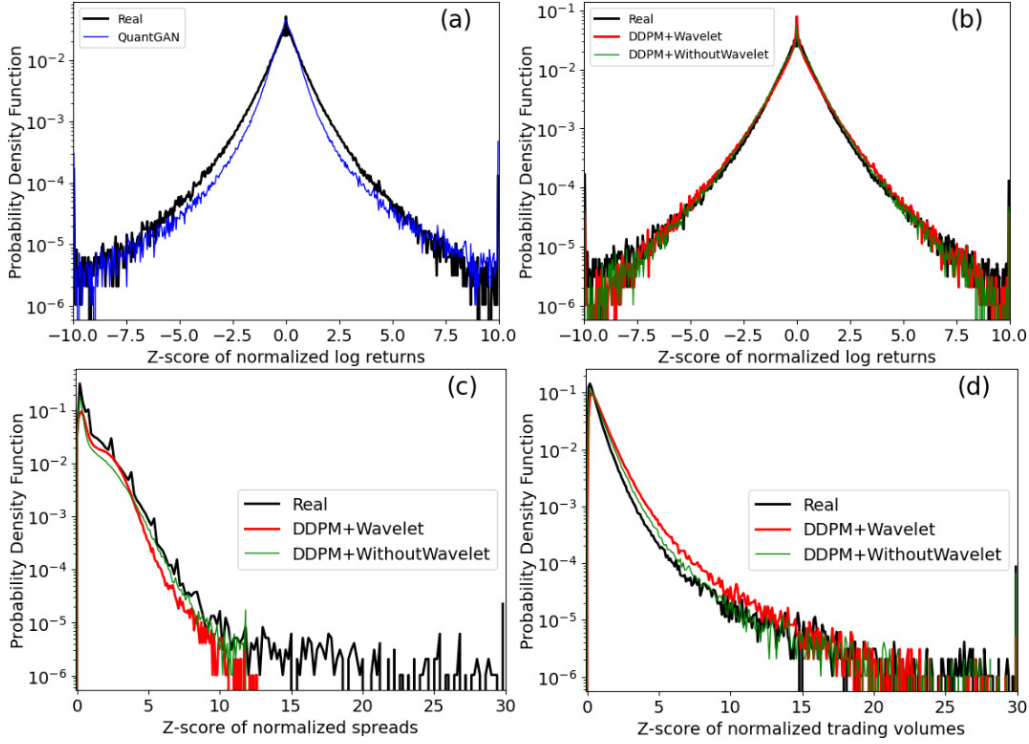 (a)
Real
QuantGAN
Probability Density Function
10⁻²
10⁻³
10⁻⁴
10⁻⁵
10⁻⁶
−10.0 −7.5 −5.0 −2.5 0.0 2.5 5.0 7.5 10.0
Z-score of normalized log returns
(b)
Real
DDPM+Wavelet
DDPM+WithoutWavelet
Probability Density Function
10⁻¹
10⁻²
10⁻³
10⁻⁴
10⁻⁵
10⁻⁶
−10.0 −7.5 −5.0 −2.5 0.0 2.5 5.0 7.5 10.0
Z-score of normalized log returns
(c)
Real
DDPM+Wavelet
DDPM+WithoutWavelet
Probability Density Function
10⁻¹
10⁻²
10⁻³
10⁻⁴
10⁻⁵
10⁻⁶
0 5 10 15 20 25 30
Z-score of normalized spreads
(d)
Real
DDPM+Wavelet
DDPM+WithoutWavelet
Probability Density Function
10⁻¹
10⁻²
10⁻³
10⁻⁴
10⁻⁵
10⁻⁶
0 5 10 15 20 25 30
Z-score of normalized trading volumes